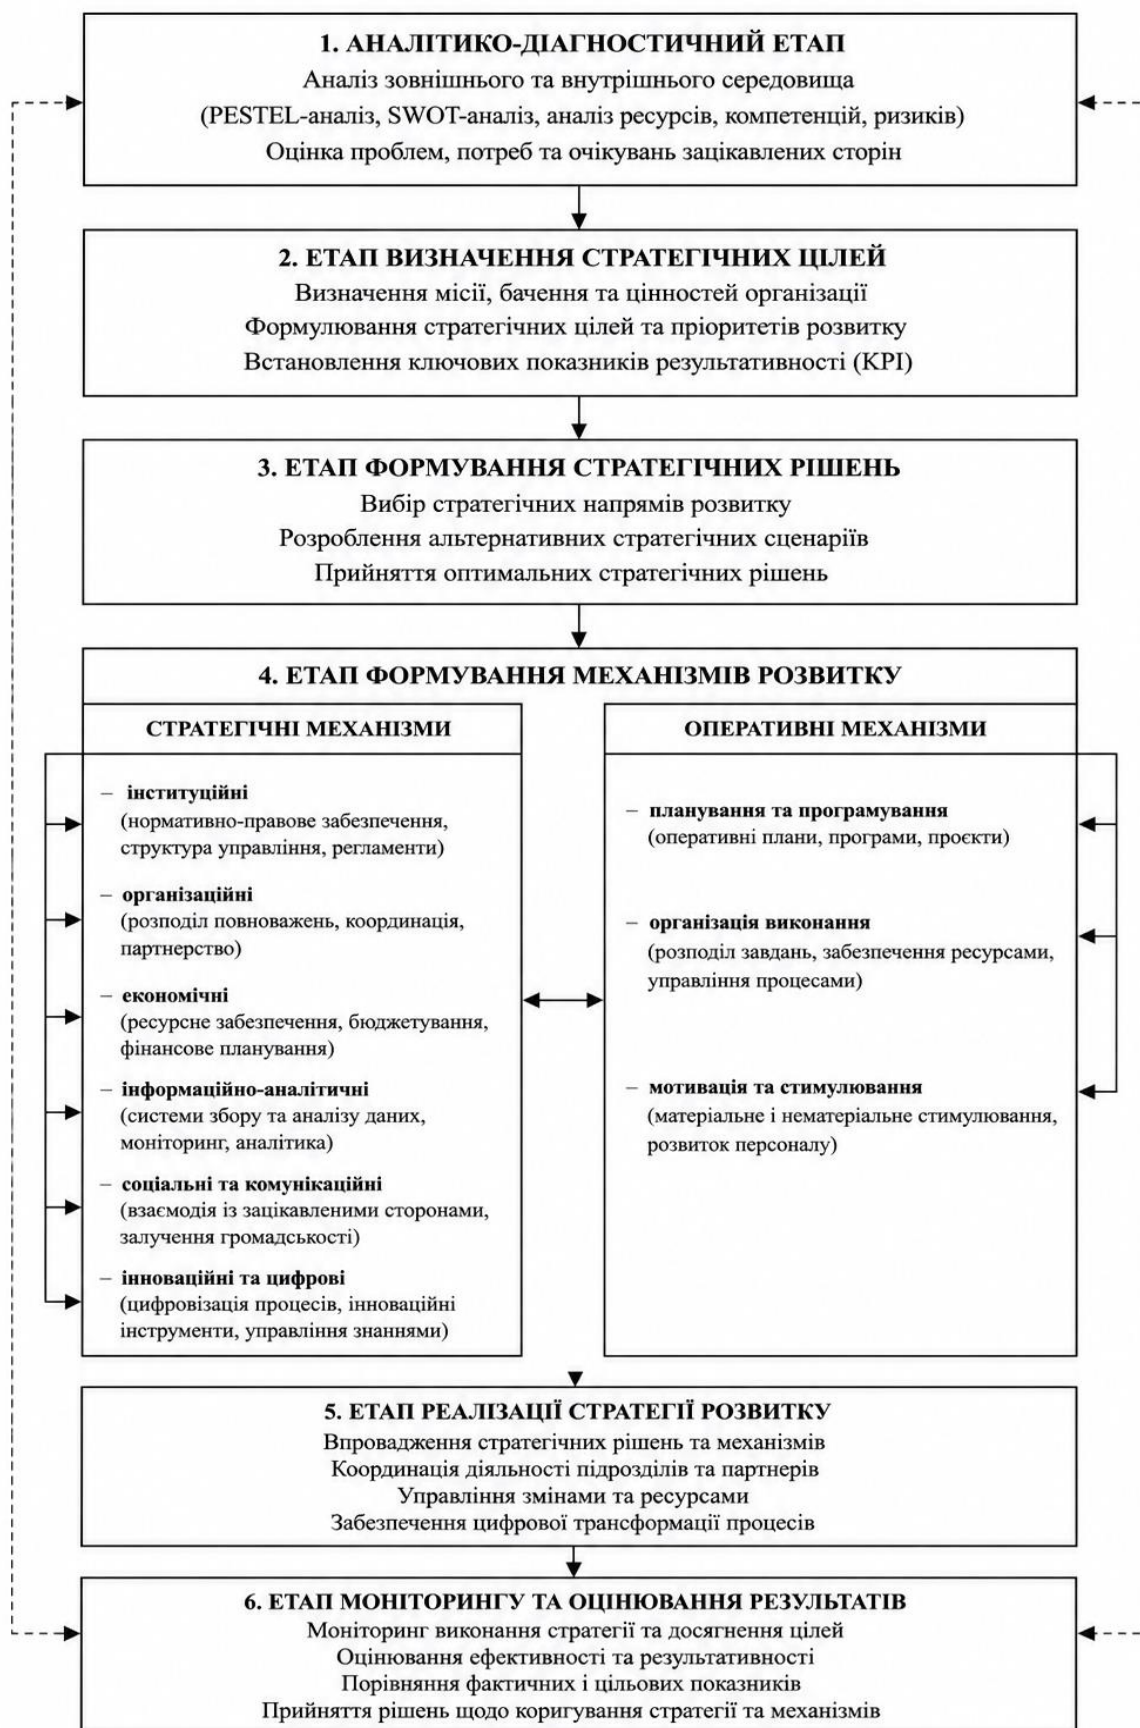 1. АНАЛІТИКО-ДІАГНОСТИЧНИЙ ЕТАП
Аналіз зовнішнього та внутрішнього середовища
(PESTEL-аналіз, SWOT-аналіз, аналіз ресурсів, компетенцій, ризиків)
Оцінка проблем, потреб та очікувань зацікавлених сторін
2. ЕТАП ВИЗНАЧЕННЯ СТРАТЕГІЧНИХ ЦІЛЕЙ
Визначення місії, бачення та цінностей організації
Формулювання стратегічних цілей та пріоритетів розвитку
Встановлення ключових показників результативності (KPI)
3. ЕТАП ФОРМУВАННЯ СТРАТЕГІЧНИХ РІШЕНЬ
Вибір стратегічних напрямів розвитку
Розроблення альтернативних стратегічних сценаріїв
Прийняття оптимальних стратегічних рішень
4. ЕТАП ФОРМУВАННЯ МЕХАНІЗМІВ РОЗВИТКУ
СТРАТЕГІЧНІ МЕХАНІЗМИ
– інституційні
(нормативно-правове забезпечення,
структура управління, регламенти)
– організаційні
(розподіл повноважень, координація,
партнерство)
– економічні
(ресурсне забезпечення, бюджетування,
фінансове планування)
– інформаційно-аналітичні
(системи збору та аналізу даних,
моніторинг, аналітика)
– соціальні та комунікаційні
(взаємодія із зацікавленими сторонами,
залучення громадськості)
– інноваційні та цифрові
(цифровізація процесів, інноваційні
інструменти, управління знаннями)
ОПЕРАТИВНІ МЕХАНІЗМИ
– планування та програмування
(оперативні плани, програми, проєкти)
– організація виконання
(розподіл завдань, забезпечення ресурсами,
управління процесами)
– мотивація та стимулювання
(матеріальне і нематеріальне стимулювання,
розвиток персоналу)
5. ЕТАП РЕАЛІЗАЦІЇ СТРАТЕГІЇ РОЗВИТКУ
Впровадження стратегічних рішень та механізмів
Координація діяльності підрозділів та партнерів
Управління змінами та ресурсами
Забезпечення цифрової трансформації процесів
6. ЕТАП МОНІТОРИНГУ ТА ОЦІНЮВАННЯ РЕЗУЛЬТАТІВ
Моніторинг виконання стратегії та досягнення цілей
Оцінювання ефективності та результативності
Порівняння фактичних і цільових показників
Прийняття рішень щодо коригування стратегії та механізмів